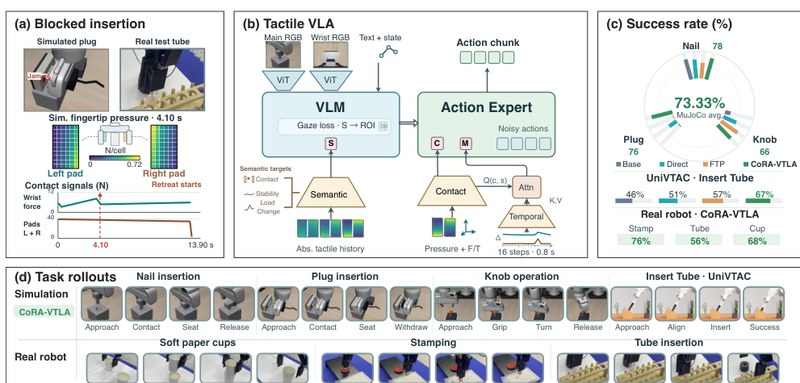 (a) Blocked insertion
Simulated plug
Real test tube
Jam
Sim. fingertip pressure · 4.10 s
N/cell
0
0.72
Left pad
Right pad
Contact signals (N)
Retreat starts
12
Wrist force
0
40
Pads L + R
0
0
4.10
13.90 s
(b) Tactile VLA
Main RGB
Wrist RGB
Text + state
Action chunk
ViT
ViT
VLM
Action Expert
Gaze loss · S → ROI
Noisy actions
S
C
M
Semantic targets
Contact
Stability
Load Change
Semantic
Contact
Q(c, s)
Attn
K,V
Temporal
Δ
Abs. tactile history
Pressure + F/T
16 steps · 0.8 s
(c) Success rate (%)
Nail
78
73.33%
MuJoCo avg.
Plug
76
Knob
66
Base
Direct
FTP
CoRA-VTLA
UniVTAC · Insert Tube
46%
51%
57%
67%
Real robot · CoRA-VTLA
Stamp
Tube
Cup
76%
56%
68%
(d) Task rollouts
Nail insertion
Plug insertion
Knob operation
Insert Tube · UniVTAC
Simulation
CoRA-VTLA
Approach
Contact
Seat
Release
Approach
Contact
Seat
Withdraw
Approach
Grip
Turn
Release
Approach
Align
Insert
Success
Real robot
Soft paper cups
Stamping
Tube insertion